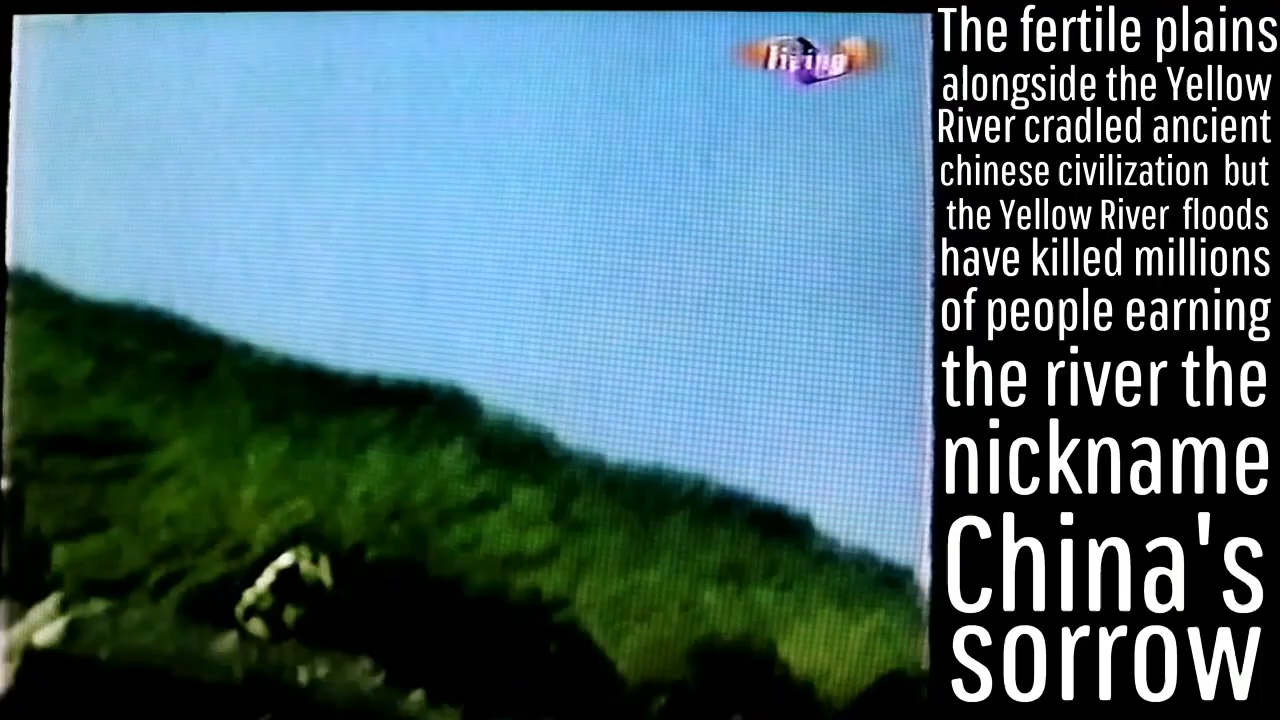 living
The fertile plains
alongside the Yellow
River cradled ancient
chinese civilization but
the Yellow River floods
have killed millions
of people earning
the river the
nickname
China's
sorrow